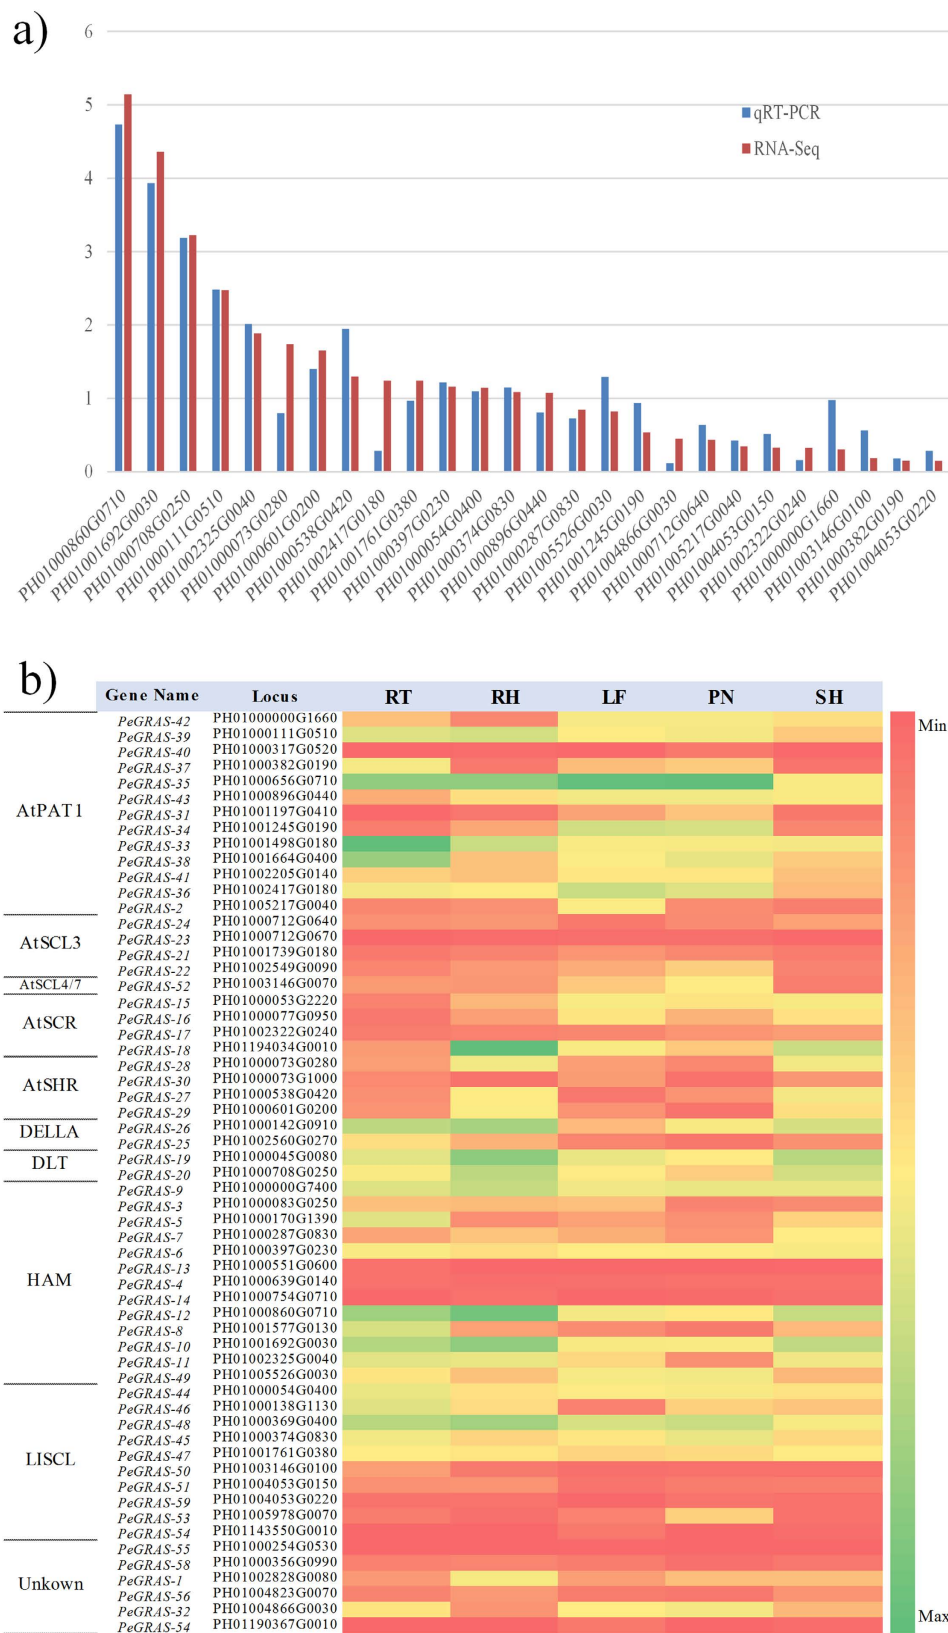 a)
6
5
4
3
2
1
0
qRT-PCR
RNA-Seq
PH01000860G0710
PH01001692G0030
PH01000708G0250
PH01000111G0510
PH01002325G0040
PH01000073G0280
PH01000601G0200
PH01000538G0420
PH01002417G0180
PH01001761G0380
PH01000397G0230
PH01000054G0400
PH01000374G0830
PH01000896G0440
PH01000287G0830
PH01005526G0030
PH01001245G0190
PH01004866G0030
PH01000712G0640
PH01005217G0040
PH01004053G0150
PH01002322G0240
PH01000000G1660
PH01003146G0100
PH01000382G0190
PH01004053G0220
b)
Gene Name Locus RT RH LF PN SH
Min
AtPAT1
PeGRAS-42 PH01000000G1660
PeGRAS-39 PH01000111G0510
PeGRAS-40 PH01000317G0520
PeGRAS-37 PH01000382G0190
PeGRAS-35 PH01000656G0710
PeGRAS-43 PH01000896G0440
PeGRAS-31 PH01001197G0410
PeGRAS-34 PH01001245G0190
PeGRAS-33 PH01001498G0180
PeGRAS-38 PH01001664G0400
PeGRAS-41 PH01002205G0140
PeGRAS-36 PH01002417G0180
PeGRAS-2 PH01005217G0040
AtSCL3
PeGRAS-24 PH01000712G0640
PeGRAS-23 PH01000712G0670
PeGRAS-21 PH01001739G0180
PeGRAS-22 PH01002549G0090
AtSCL4/7
PeGRAS-52 PH01003146G0070
AtSCR
PeGRAS-15 PH01000053G2220
PeGRAS-16 PH01000077G0950
PeGRAS-17 PH01002322G0240
PeGRAS-18 PH01194034G0010
AtSHR
PeGRAS-28 PH01000073G0280
PeGRAS-30 PH01000073G1000
PeGRAS-27 PH01000538G0420
PeGRAS-29 PH01000601G0200
DELLA
PeGRAS-26 PH01000142G0910
PeGRAS-25 PH01002560G0270
DLT
PeGRAS-19 PH01000045G0080
PeGRAS-20 PH01000708G0250
HAM
PeGRAS-9 PH01000000G7400
PeGRAS-3 PH01000083G0250
PeGRAS-5 PH01000170G1390
PeGRAS-7 PH01000287G0830
PeGRAS-6 PH01000397G0230
PeGRAS-13 PH01000551G0600
PeGRAS-4 PH01000639G0140
PeGRAS-14 PH01000754G0710
PeGRAS-12 PH01000860G0710
PeGRAS-8 PH01001577G0130
PeGRAS-10 PH01001692G0030
PeGRAS-11 PH01002325G0040
PeGRAS-49 PH01005526G0030
LISCL
PeGRAS-44 PH01000054G0400
PeGRAS-46 PH01000138G1130
PeGRAS-48 PH01000369G0400
PeGRAS-45 PH01000374G0830
PeGRAS-47 PH01001761G0380
PeGRAS-50 PH01003146G0100
PeGRAS-51 PH01004053G0150
PeGRAS-59 PH01004053G0220
PeGRAS-53 PH01005978G0070
PeGRAS-54 PH01143550G0010
Unkown
PeGRAS-55 PH01000254G0530
PeGRAS-58 PH01000356G0990
PeGRAS-1 PH01002828G0080
PeGRAS-56 PH01004823G0070
PeGRAS-32 PH01004866G0030
PeGRAS-54 PH01190367G0010
Max